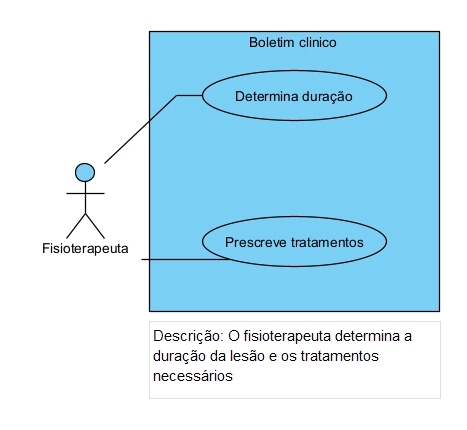 Boletim clinico
Determina duração
Fisioterapeuta
Prescreve tratamentos
Descrição: O fisioterapeuta determina a
duração da lesão e os tratamentos
necessários